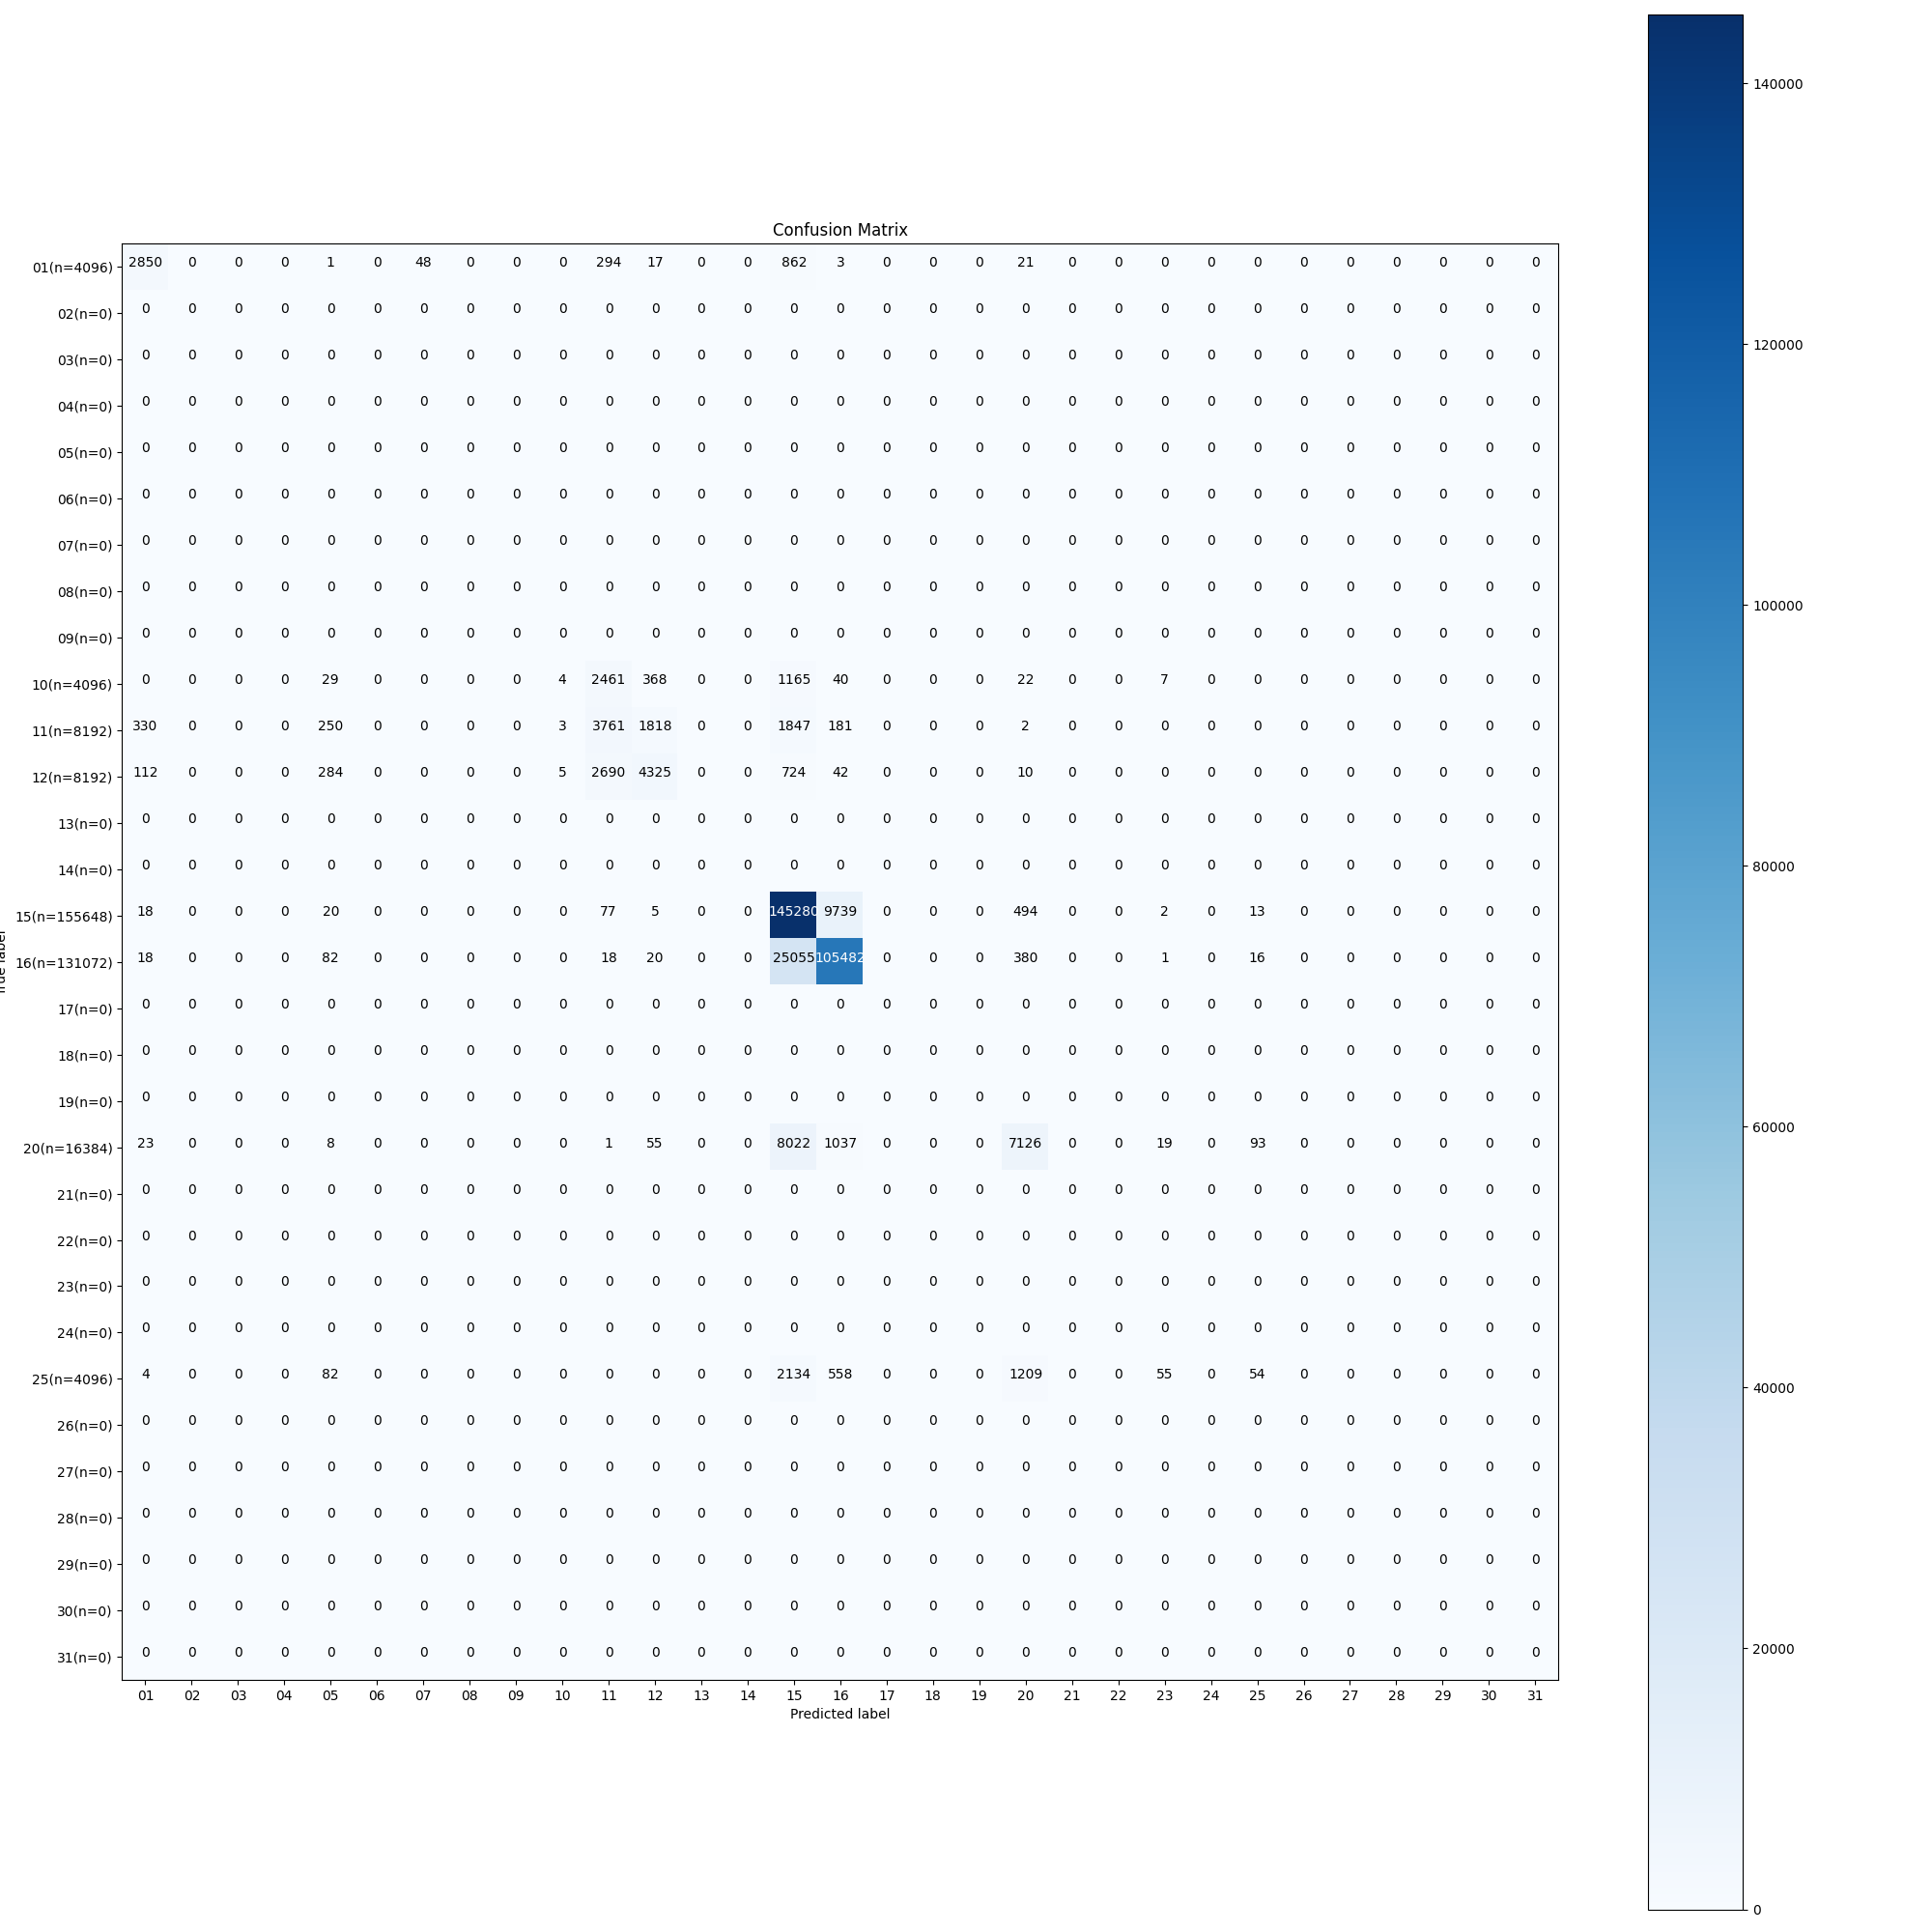 Confusion Matrix
01(n=4096) 2850 0 0 0 1 0 48 0 0 0 294 17 0 0 862 3 0 0 0 21 0 0 0 0 0 0 0 0 0 0 0
02(n=0) 0 0 0 0 0 0 0 0 0 0 0 0 0 0 0 0 0 0 0 0 0 0 0 0 0 0 0 0 0 0 0
03(n=0) 0 0 0 0 0 0 0 0 0 0 0 0 0 0 0 0 0 0 0 0 0 0 0 0 0 0 0 0 0 0 0
04(n=0) 0 0 0 0 0 0 0 0 0 0 0 0 0 0 0 0 0 0 0 0 0 0 0 0 0 0 0 0 0 0 0
05(n=0) 0 0 0 0 0 0 0 0 0 0 0 0 0 0 0 0 0 0 0 0 0 0 0 0 0 0 0 0 0 0 0
06(n=0) 0 0 0 0 0 0 0 0 0 0 0 0 0 0 0 0 0 0 0 0 0 0 0 0 0 0 0 0 0 0 0
07(n=0) 0 0 0 0 0 0 0 0 0 0 0 0 0 0 0 0 0 0 0 0 0 0 0 0 0 0 0 0 0 0 0
08(n=0) 0 0 0 0 0 0 0 0 0 0 0 0 0 0 0 0 0 0 0 0 0 0 0 0 0 0 0 0 0 0 0
09(n=0) 0 0 0 0 0 0 0 0 0 0 0 0 0 0 0 0 0 0 0 0 0 0 0 0 0 0 0 0 0 0 0
10(n=4096) 0 0 0 0 29 0 0 0 0 4 2461 368 0 0 1165 40 0 0 0 22 0 0 7 0 0 0 0 0 0 0 0
11(n=8192) 330 0 0 0 250 0 0 0 0 3 3761 1818 0 0 1847 181 0 0 0 2 0 0 0 0 0 0 0 0 0 0 0
12(n=8192) 112 0 0 0 284 0 0 0 0 5 2690 4325 0 0 724 42 0 0 0 10 0 0 0 0 0 0 0 0 0 0 0
13(n=0) 0 0 0 0 0 0 0 0 0 0 0 0 0 0 0 0 0 0 0 0 0 0 0 0 0 0 0 0 0 0 0
14(n=0) 0 0 0 0 0 0 0 0 0 0 0 0 0 0 0 0 0 0 0 0 0 0 0 0 0 0 0 0 0 0 0
15(n=155648) 18 0 0 0 20 0 0 0 0 0 77 5 0 0 145280 9739 0 0 0 494 0 0 2 0 13 0 0 0 0 0 0
16(n=131072) 18 0 0 0 82 0 0 0 0 0 18 20 0 0 25055 105482 0 0 0 380 0 0 1 0 16 0 0 0 0 0 0
17(n=0) 0 0 0 0 0 0 0 0 0 0 0 0 0 0 0 0 0 0 0 0 0 0 0 0 0 0 0 0 0 0 0
18(n=0) 0 0 0 0 0 0 0 0 0 0 0 0 0 0 0 0 0 0 0 0 0 0 0 0 0 0 0 0 0 0 0
19(n=0) 0 0 0 0 0 0 0 0 0 0 0 0 0 0 0 0 0 0 0 0 0 0 0 0 0 0 0 0 0 0 0
20(n=16384) 23 0 0 0 8 0 0 0 0 0 1 55 0 0 8022 1037 0 0 0 7126 0 0 19 0 93 0 0 0 0 0 0
21(n=0) 0 0 0 0 0 0 0 0 0 0 0 0 0 0 0 0 0 0 0 0 0 0 0 0 0 0 0 0 0 0 0
22(n=0) 0 0 0 0 0 0 0 0 0 0 0 0 0 0 0 0 0 0 0 0 0 0 0 0 0 0 0 0 0 0 0
23(n=0) 0 0 0 0 0 0 0 0 0 0 0 0 0 0 0 0 0 0 0 0 0 0 0 0 0 0 0 0 0 0 0
24(n=0) 0 0 0 0 0 0 0 0 0 0 0 0 0 0 0 0 0 0 0 0 0 0 0 0 0 0 0 0 0 0 0
25(n=4096) 4 0 0 0 82 0 0 0 0 0 0 0 0 0 2134 558 0 0 0 1209 0 0 55 0 54 0 0 0 0 0 0
26(n=0) 0 0 0 0 0 0 0 0 0 0 0 0 0 0 0 0 0 0 0 0 0 0 0 0 0 0 0 0 0 0 0
27(n=0) 0 0 0 0 0 0 0 0 0 0 0 0 0 0 0 0 0 0 0 0 0 0 0 0 0 0 0 0 0 0 0
28(n=0) 0 0 0 0 0 0 0 0 0 0 0 0 0 0 0 0 0 0 0 0 0 0 0 0 0 0 0 0 0 0 0
29(n=0) 0 0 0 0 0 0 0 0 0 0 0 0 0 0 0 0 0 0 0 0 0 0 0 0 0 0 0 0 0 0 0
30(n=0) 0 0 0 0 0 0 0 0 0 0 0 0 0 0 0 0 0 0 0 0 0 0 0 0 0 0 0 0 0 0 0
31(n=0) 0 0 0 0 0 0 0 0 0 0 0 0 0 0 0 0 0 0 0 0 0 0 0 0 0 0 0 0 0 0 0
01 02 03 04 05 06 07 08 09 10 11 12 13 14 15 16 17 18 19 20 21 22 23 24 25 26 27 28 29 30 31
Predicted label
140000
120000
100000
80000
60000
40000
20000
0